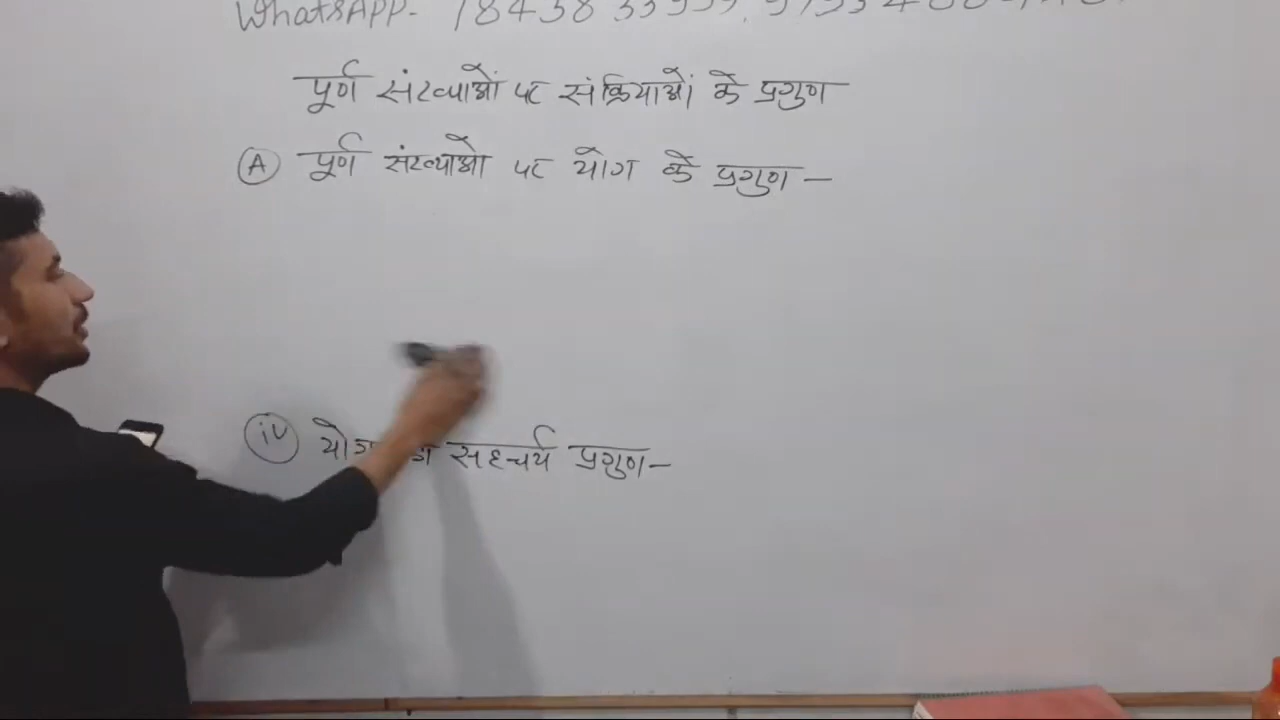 WhatsAPP-
पूर्ण संख्याओं पर संक्रियाओं के प्रगुण
A पूर्ण संख्याओ पर योग के प्रगुण –
iv सहचर्य प्रगुण –